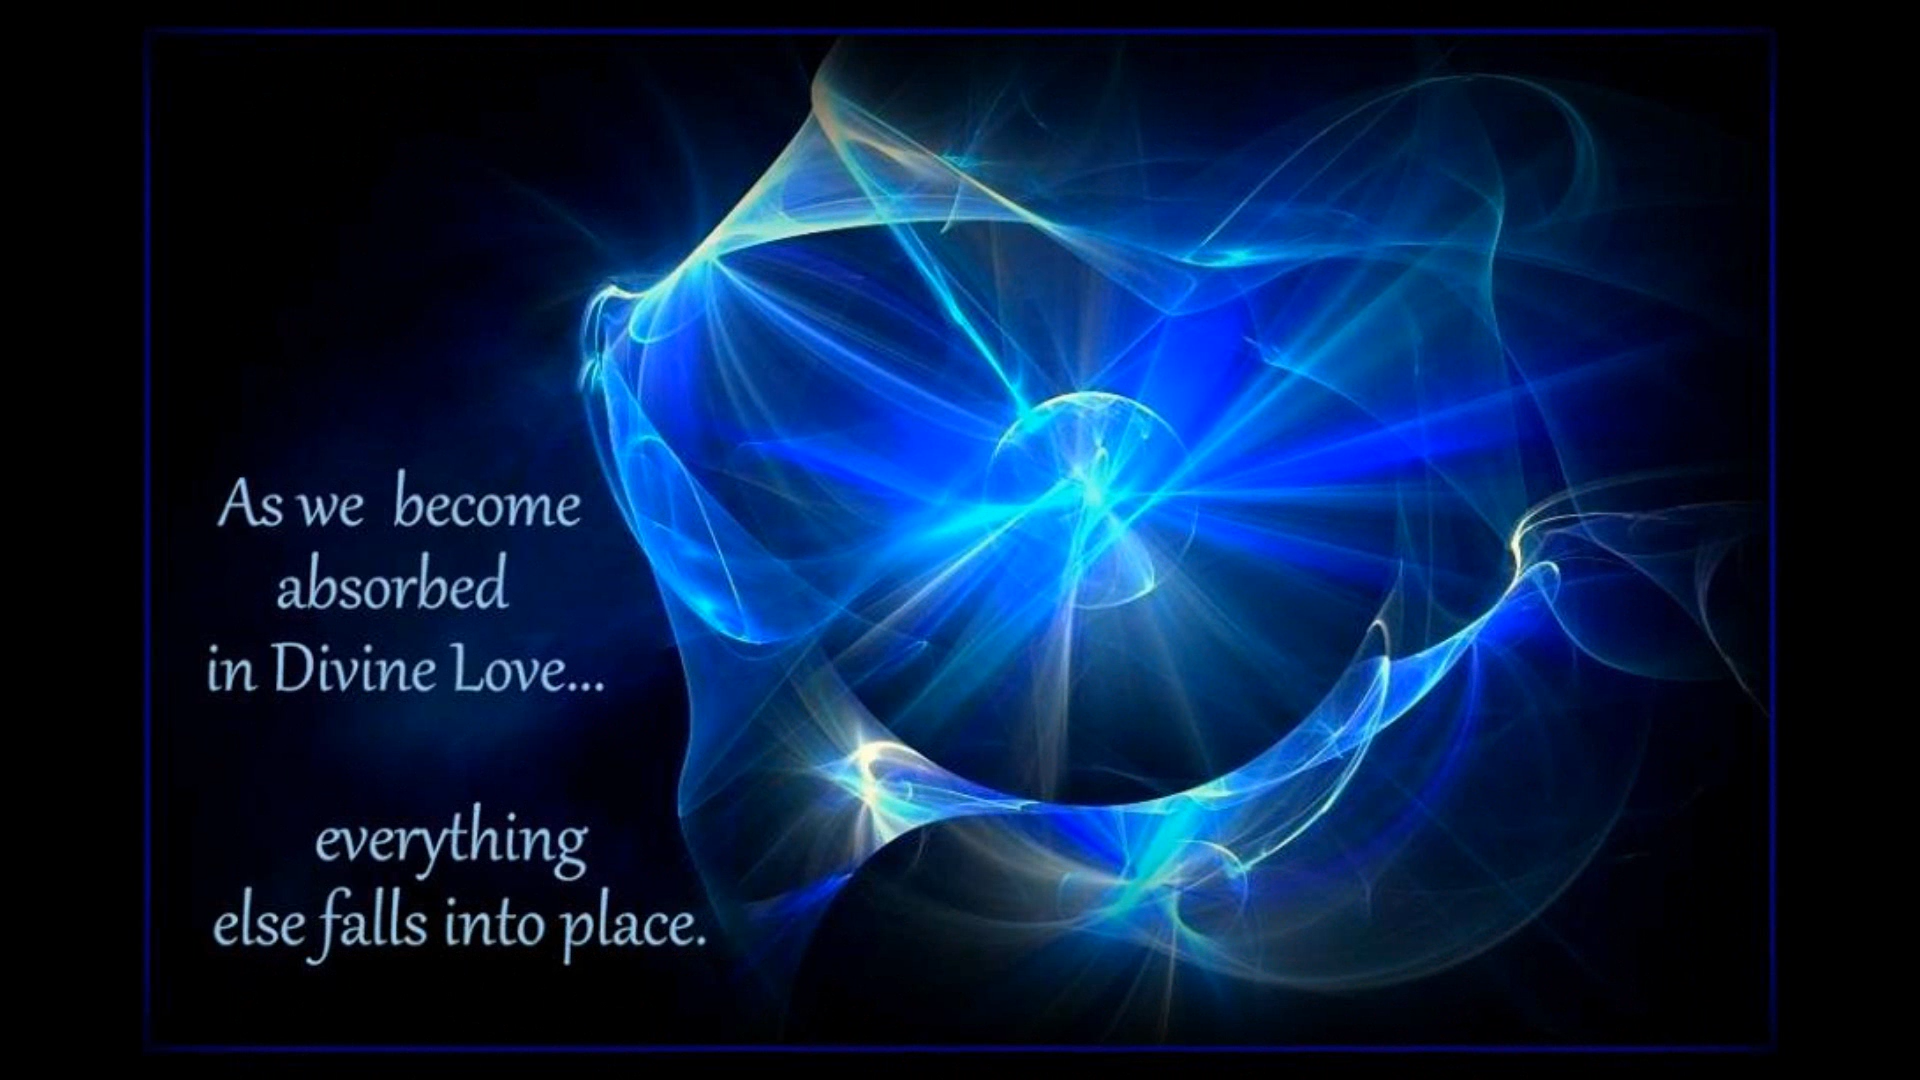 As we become
absorbed
in Divine Love...
everything
else falls into place.